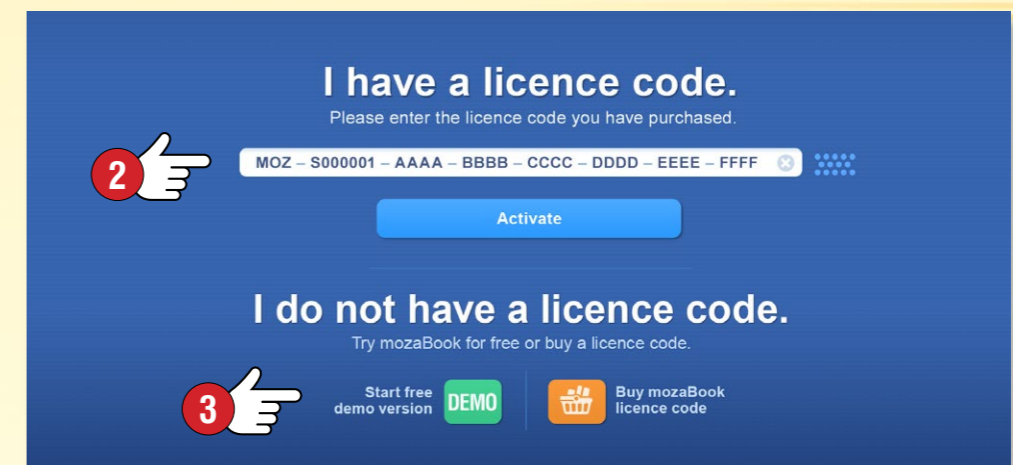 I have a licence code.
Please enter the licence code you have purchased.
2
MOZ – S000001 – AAAA – BBBB – CCCC – DDDD – EEEE – FFFF
Activate
I do not have a licence code.
Try mozaBook for free or buy a licence code.
3
Start free
demo version
DEMO
Buy mozaBook
licence code